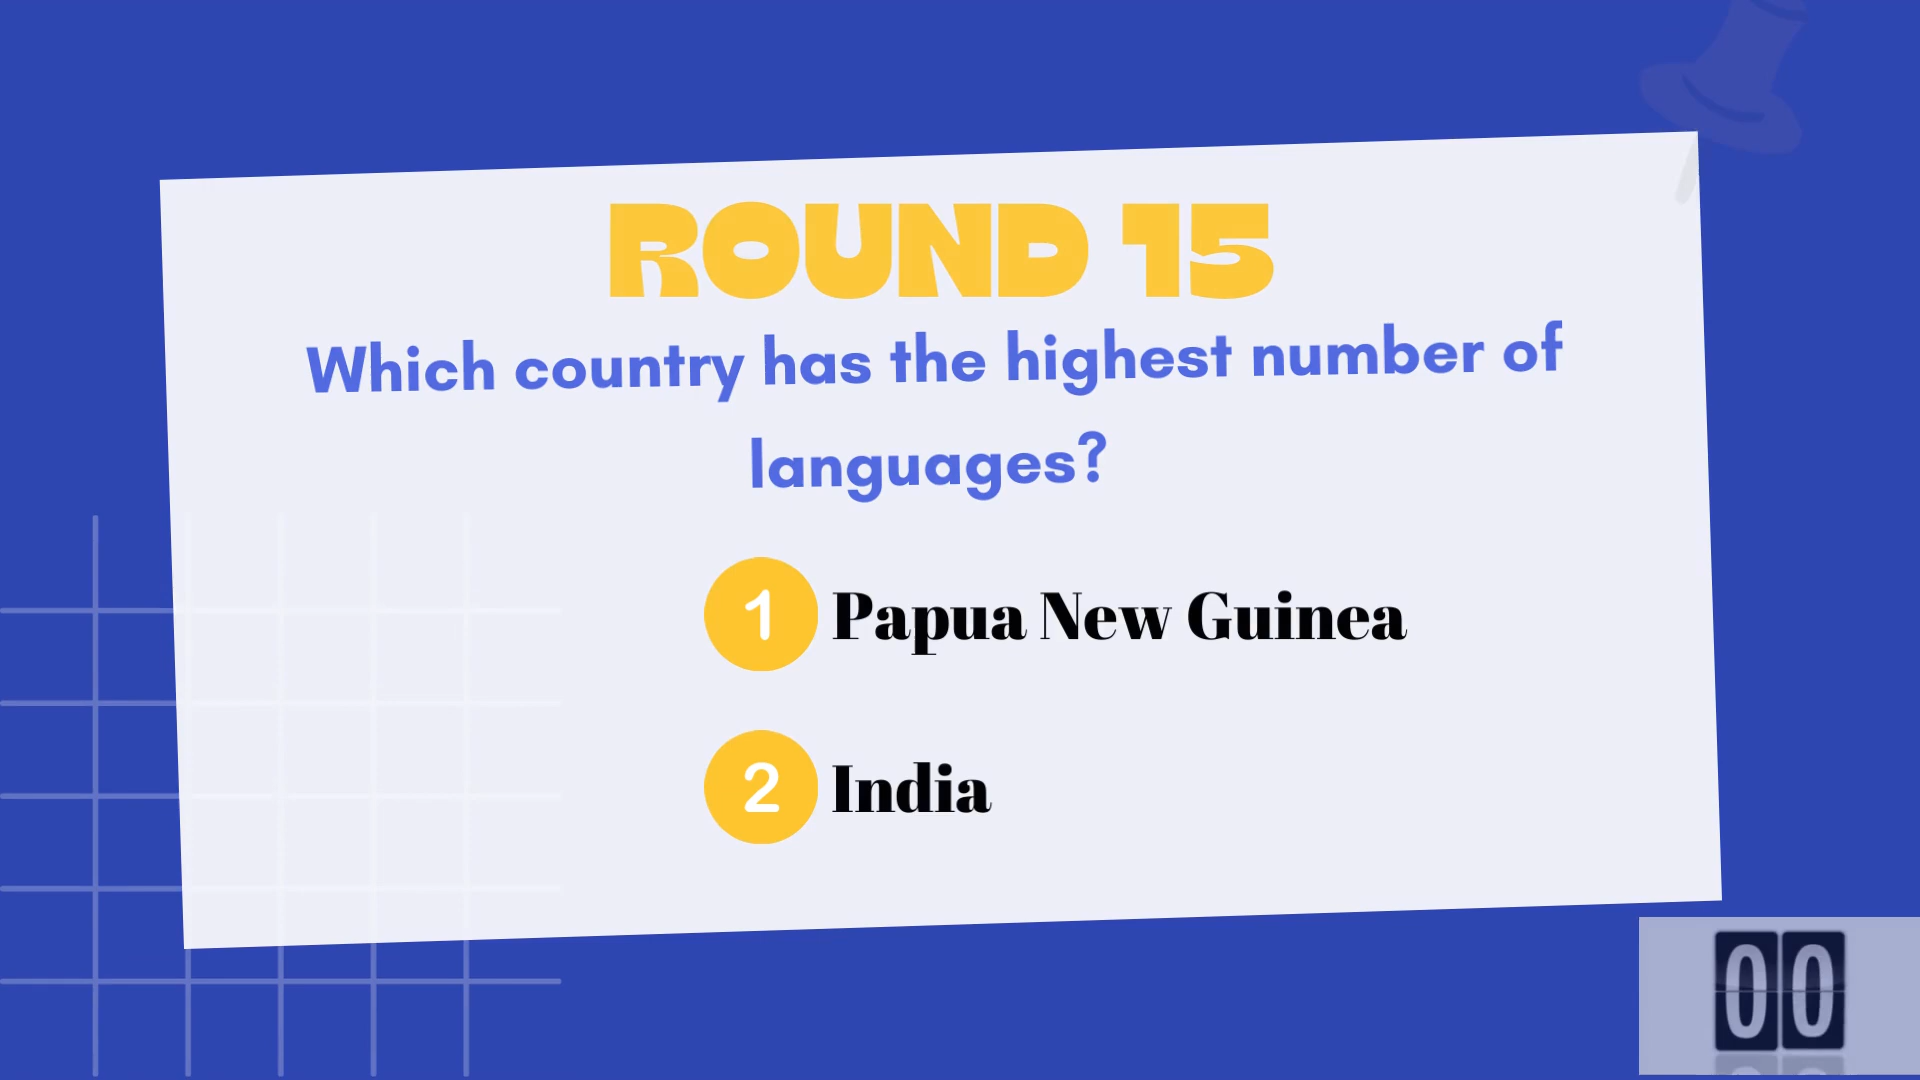 ROUND 15
Which country has the highest number of
languages?
1 Papua New Guinea
2 India
00